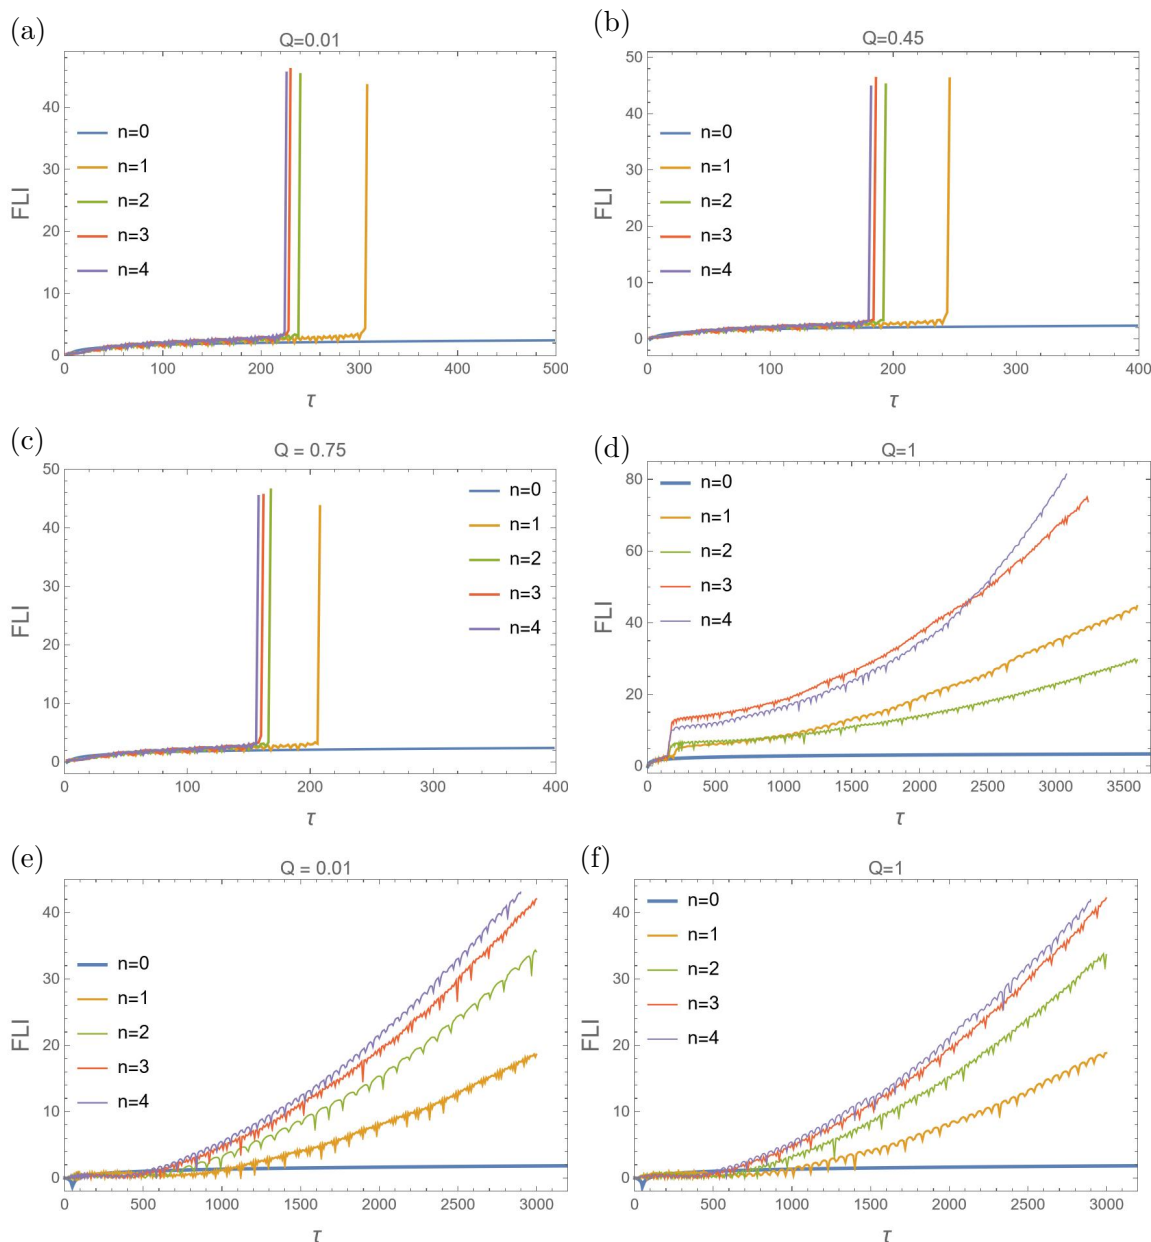 (a)
Q=0.01
FLI
40
30
20
10
0
n=0
n=1
n=2
n=3
n=4
0 100 200 300 400 500
τ
(b)
Q=0.45
FLI
50
40
30
20
10
0
n=0
n=1
n=2
n=3
n=4
0 100 200 300 400
τ
(c)
Q = 0.75
FLI
50
40
30
20
10
0
n=0
n=1
n=2
n=3
n=4
0 100 200 300 400
τ
(d)
Q=1
FLI
80
60
40
20
0
n=0
n=1
n=2
n=3
n=4
0 500 1000 1500 2000 2500 3000 3500
τ
(e)
Q = 0.01
FLI
40
30
20
10
0
n=0
n=1
n=2
n=3
n=4
0 500 1000 1500 2000 2500 3000
τ
(f)
Q=1
FLI
40
30
20
10
0
n=0
n=1
n=2
n=3
n=4
0 500 1000 1500 2000 2500 3000
τ